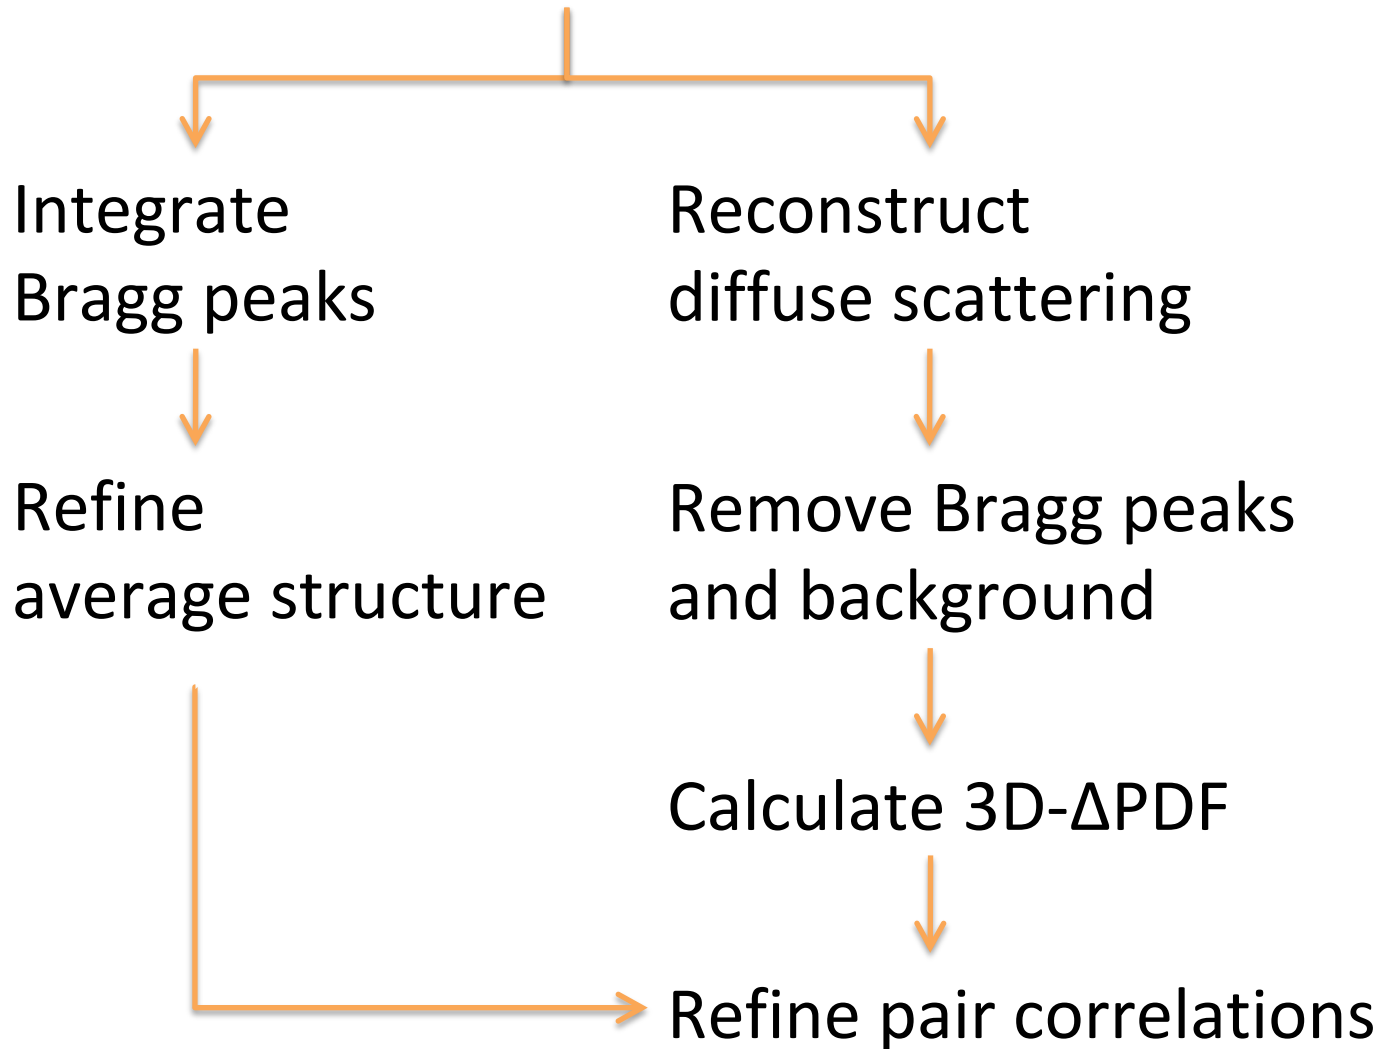 Integrate
Bragg peaks
Reconstruct
diffuse scattering
Refine
average structure
Remove Bragg peaks
and background
Calculate 3D-ΔPDF
Refine pair correlations